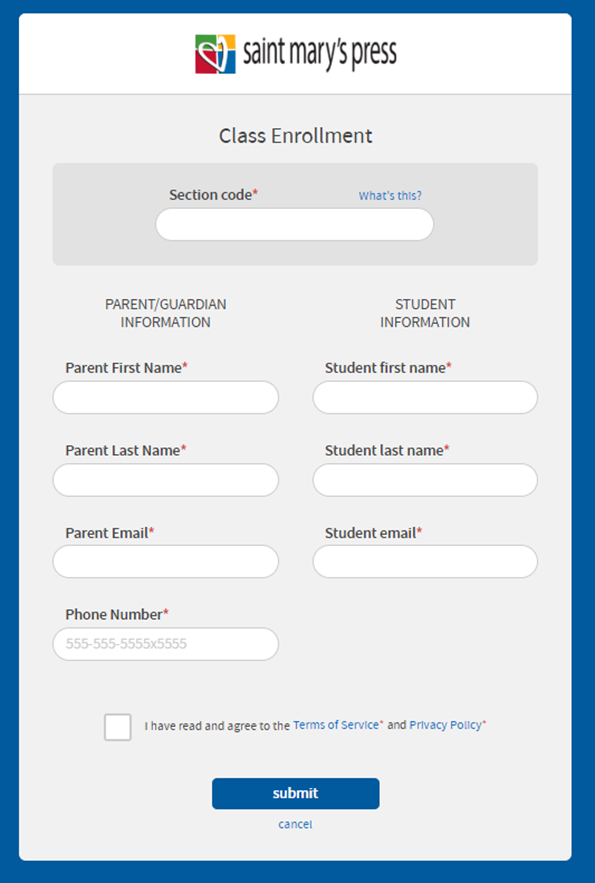 saint mary's press
Class Enrollment
Section code*
What's this?
PARENT/GUARDIAN
INFORMATION
STUDENT
INFORMATION
Parent First Name*
Student first name*
Parent Last Name*
Student last name*
Parent Email*
Student email*
Phone Number*
555-555-5555x5555
I have read and agree to the Terms of Service* and Privacy Policy*
submit
cancel